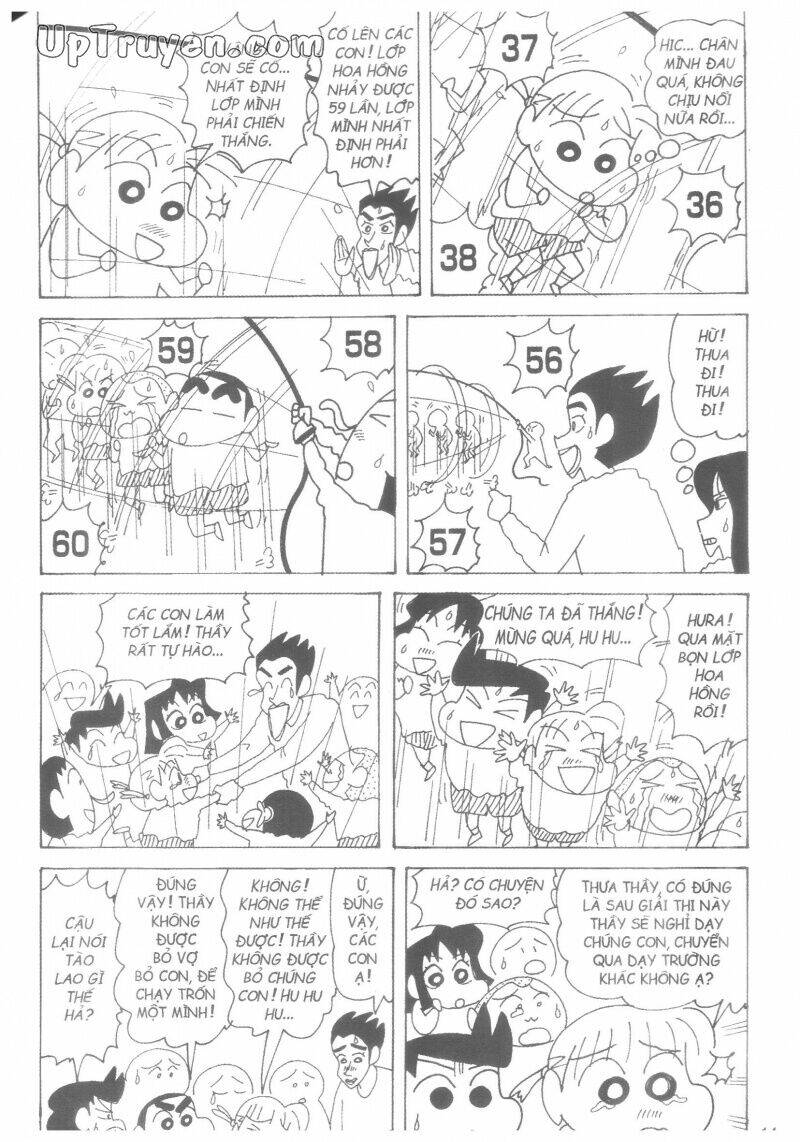 UpTruyen.com
HIC... CHÂN
MÌNH ĐAU
QUÁ, KHÔNG
CHỊU NỔI
NỮA RỒI...
37
36
38
CỐ LÊN CÁC
CON! LỚP
HOA HỒNG
NHẢY ĐƯỢC
59 LẦN, LỚP
MÌNH NHẤT
ĐỊNH PHẢI
HƠN!
CON SẼ CỐ...
NHẤT ĐỊNH
LỚP MÌNH
PHẢI CHIẾN
THẮNG.
HỪ!
THUA
ĐI!
THUA
ĐI!
56
57
58
59
60
HURA!
QUA MẶT
BỌN LỚP
HOA
HỒNG
RỒI!
CHÚNG TA ĐÃ THẮNG!
MỪNG QUÁ, HU HU...
CÁC CON LÀM
TỐT LẮM! THẦY
RẤT TỰ HÀO...
THƯA THẦY, CÓ ĐÚNG
LÀ SAU GIẢI THI NÀY
THẦY SẼ NGHỈ DẠY
CHÚNG CON, CHUYỂN
QUA DẠY TRƯỜNG
KHÁC KHÔNG Ạ?
HẢ? CÓ CHUYỆN
ĐÓ SAO?
Ừ,
ĐÚNG
VẬY,
CÁC
CON
Ạ!
KHÔNG!
KHÔNG THỂ
NHƯ THẾ
ĐƯỢC! THẦY
KHÔNG ĐƯỢC
BỎ CHÚNG
CON! HU HU
HU...
ĐÚNG
VẬY! THẦY
KHÔNG
ĐƯỢC
BỎ VỢ
BỎ CON, ĐỂ
CHẠY TRỐN
MỘT MÌNH!
CẬU
LẠI NÓI
TÀO
LAO GÌ
THẾ
HẢ?